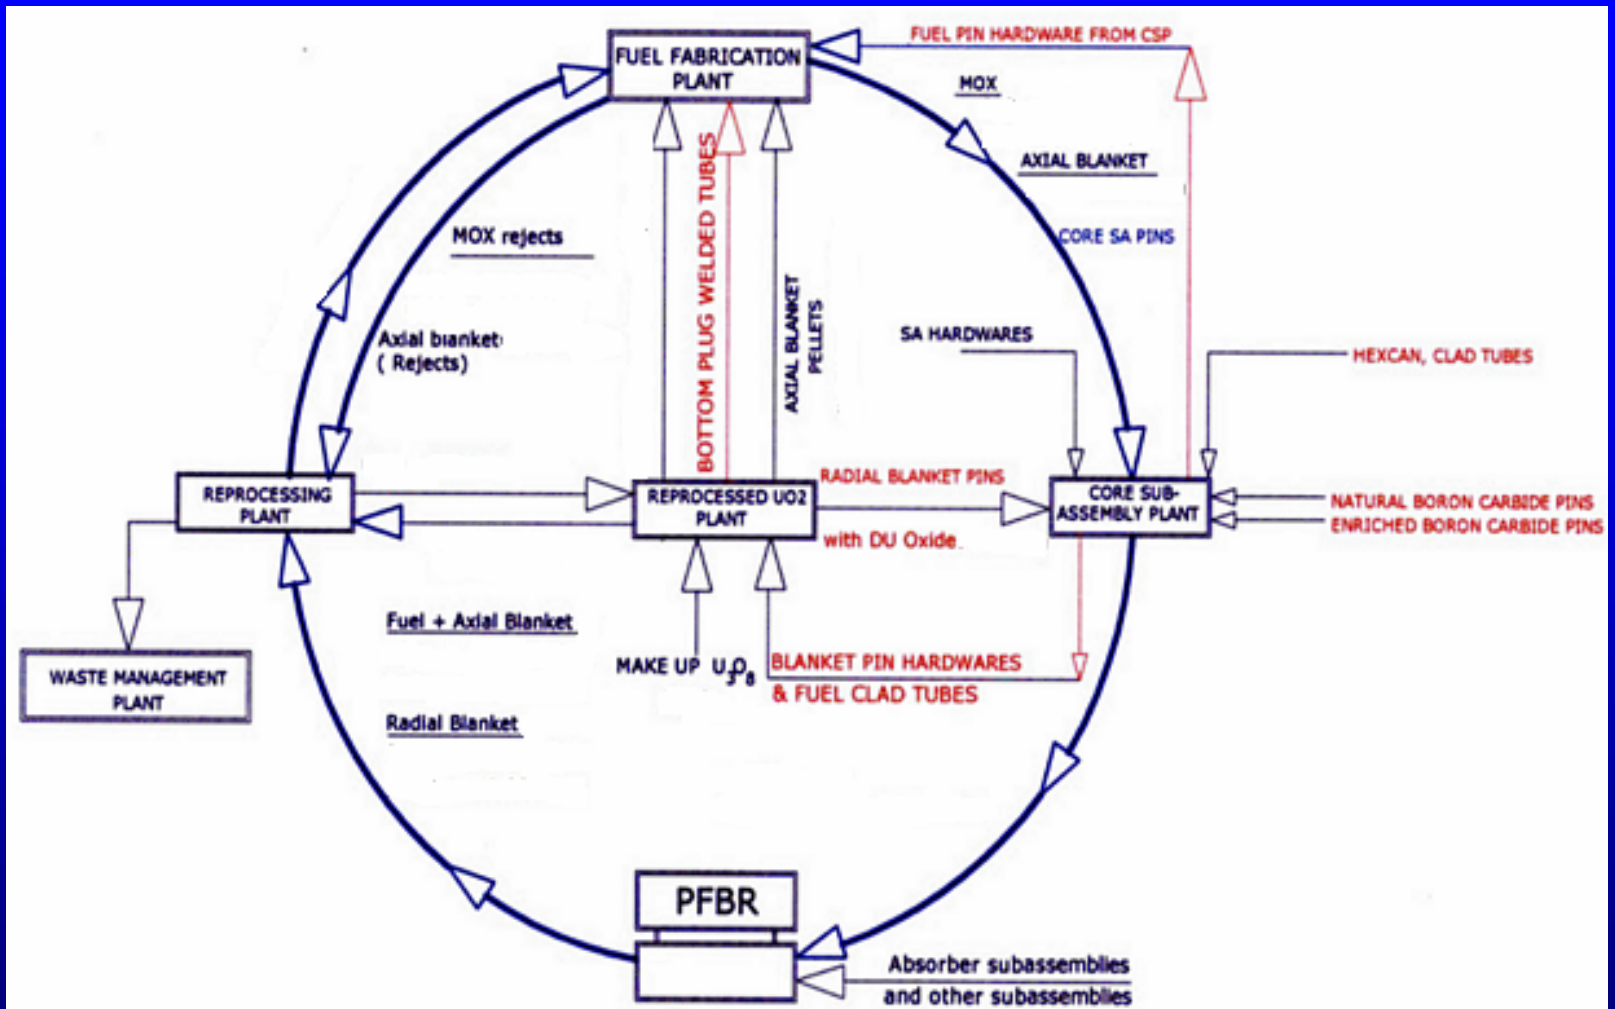 FUEL PIN HARDWARE FROM CSP
FUEL FABRICATION
PLANT
MOX
AXIAL BLANKET
CORE SA PINS
MOX rejects
BOTTOM PLUG WELDED TUBES
AXIAL BLANKET
PELLETS
Axial blanket
( Rejects)
SA HARDWARES
HEXCAN, CLAD TUBES
REPROCESSING
PLANT
REPROCESSED UO2
PLANT
RADIAL BLANKET PINS
with DU Oxide
CORE SUB-
ASSEMBLY PLANT
NATURAL BORON CARBIDE PINS
ENRICHED BORON CARBIDE PINS
Fuel + Axial Blanket
MAKE UP U3O8
BLANKET PIN HARDWARES
& FUEL CLAD TUBES
WASTE MANAGEMENT
PLANT
Radial Blanket
PFBR
Absorber subassemblies
and other subassemblies